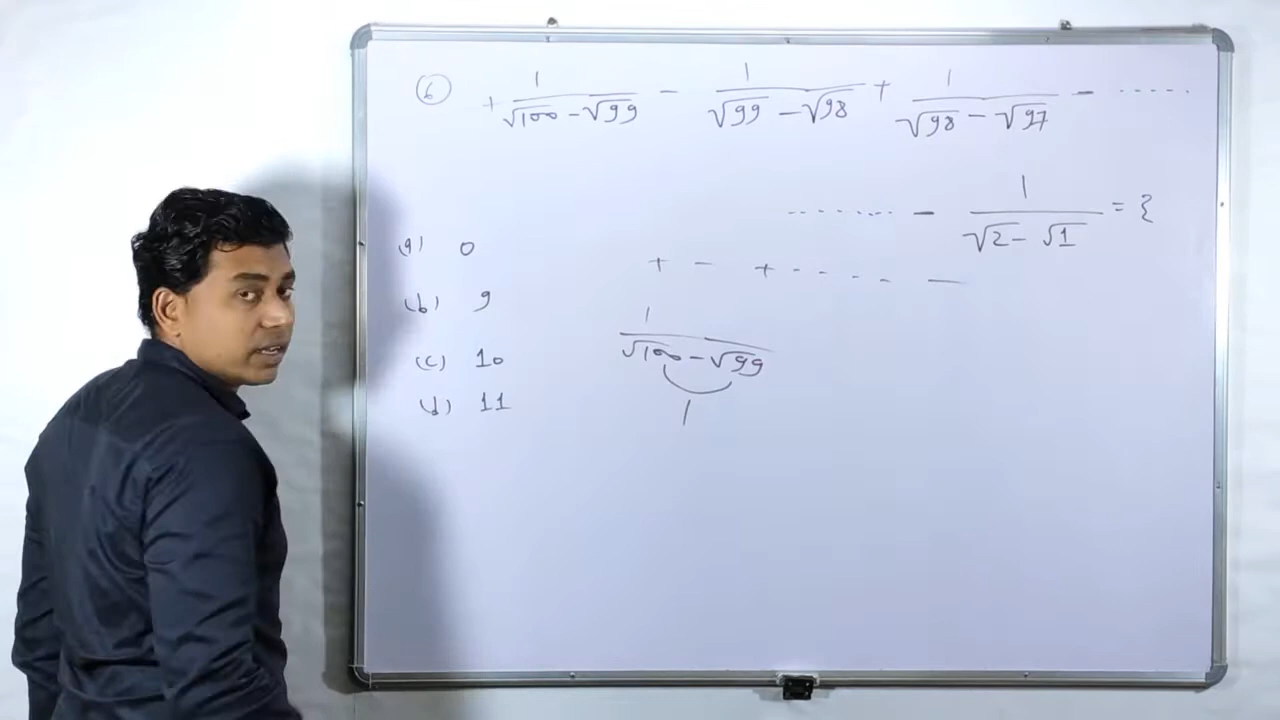 (6) + 1/(√100 - √99) - 1/(√99 - √98) + 1/(√98 - √97) - ......
........ - 1/(√2 - √1) =
+ - + - - - - - —
(a) 0
(b) 9
(c) 10
(d) 11
1/(√100 - √99)
1